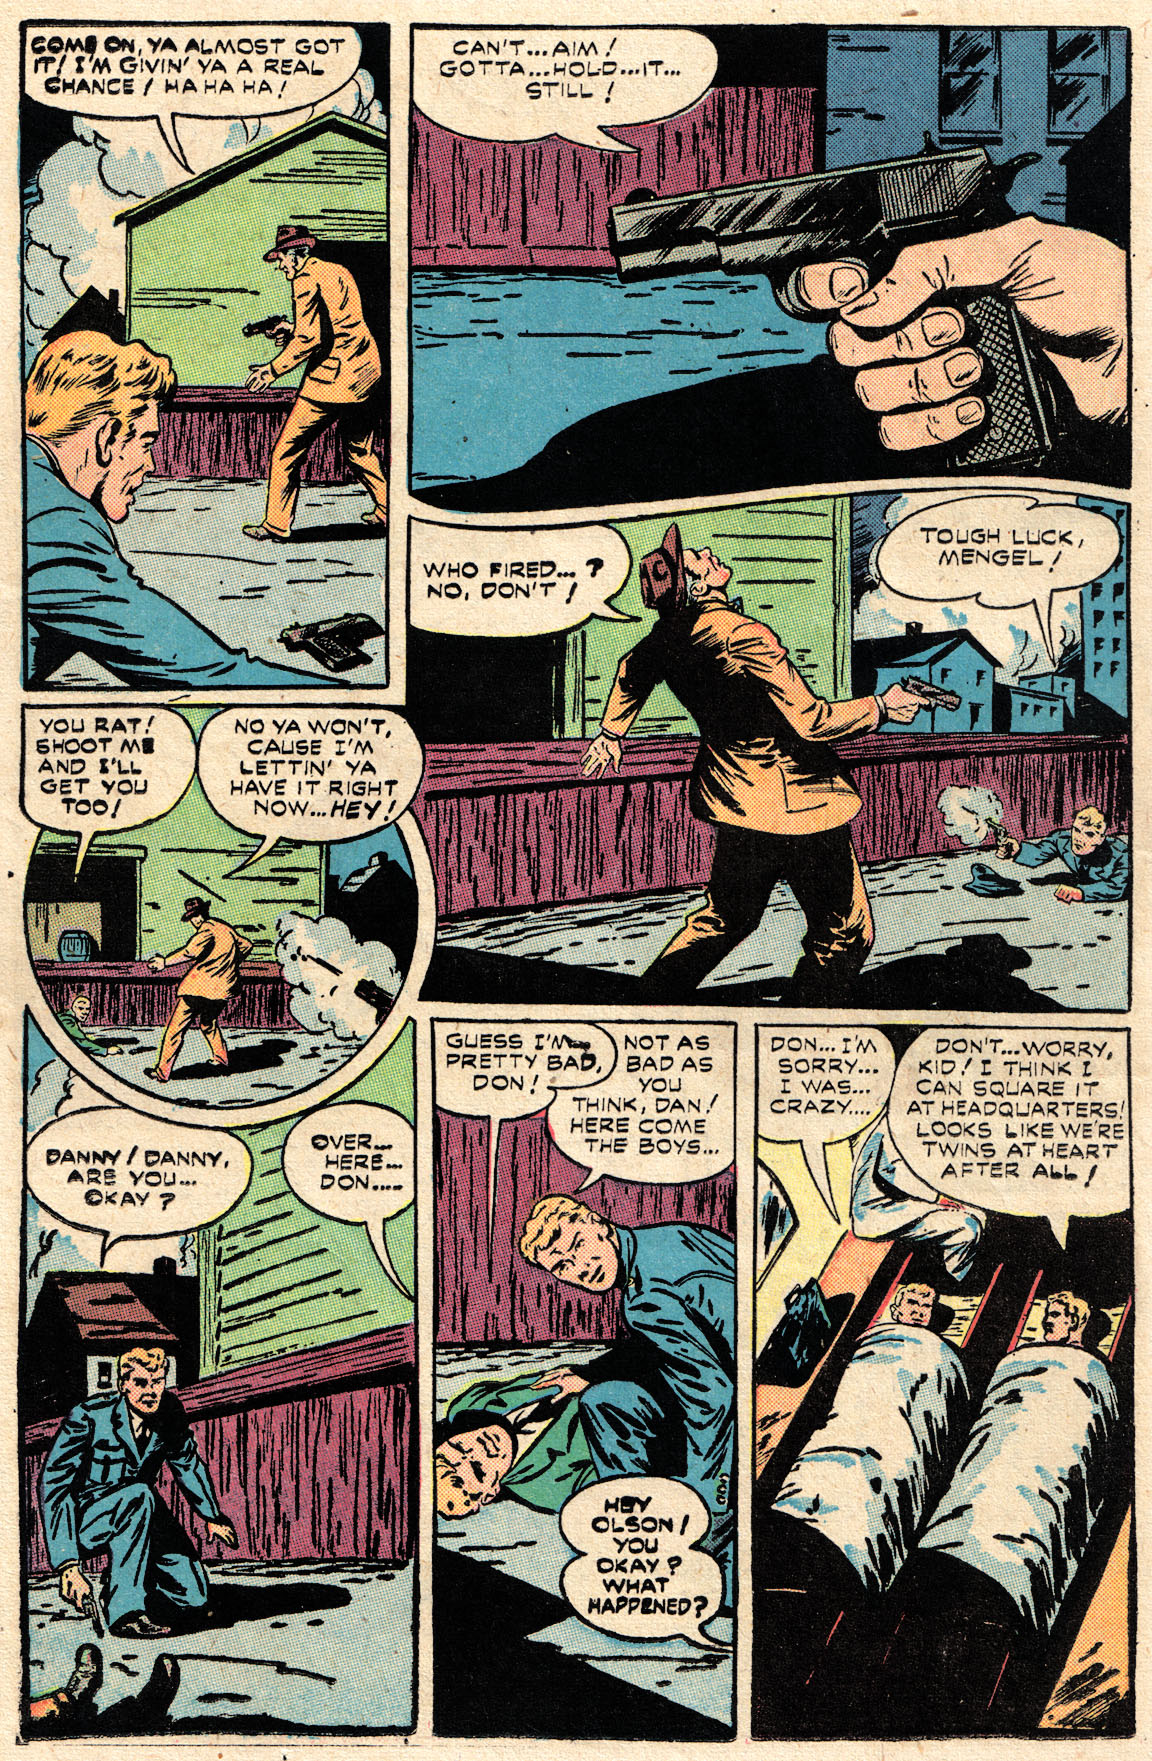 COME ON, YA ALMOST GOT
IT! I'M GIVIN' YA A REAL
CHANCE! HA HA HA!
CAN'T...AIM!
GOTTA...HOLD...IT...
STILL!
YOU RAT!
SHOOT ME
AND I'LL
GET YOU
TOO!
NO YA WON'T,
CAUSE I'M
LETTIN' YA
HAVE IT RIGHT
NOW...HEY!
WHO FIRED...?
NO, DON'T!
TOUGH LUCK,
MENGEL!
DANNY! DANNY,
ARE YOU...
OKAY?
OVER...
HERE...
DON.....
GUESS I'M
PRETTY BAD,
DON!
NOT AS
BAD AS
YOU
THINK, DAN!
HERE COME
THE BOYS...
HEY
OLSON!
YOU
OKAY?
WHAT
HAPPENED?
DON...I'M
SORRY...
I WAS...
CRAZY....
DON'T...WORRY,
KID! I THINK I
CAN SQUARE IT
AT HEADQUARTERS!
LOOKS LIKE WE'RE
TWINS AT HEART
AFTER ALL!